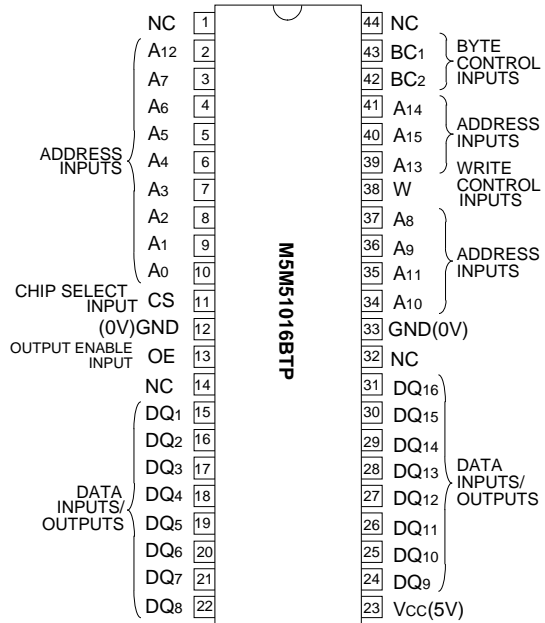 NC 1
A12 2
A7 3
A6 4
A5 5
A4 6
A3 7
A2 8
A1 9
A0 10
ADDRESS
INPUTS
CHIP SELECT
INPUT
CS 11
(0V)GND 12
OUTPUT ENABLE
INPUT
OE 13
NC 14
DQ1 15
DQ2 16
DQ3 17
DQ4 18
DQ5 19
DQ6 20
DQ7 21
DQ8 22
DATA
INPUTS/
OUTPUTS
M5M51016BTP
44 NC
43 BC1
42 BC2
BYTE
CONTROL
INPUTS
41 A14
40 A15
39 A13
ADDRESS
INPUTS
38 W
WRITE
CONTROL
INPUTS
37 A8
36 A9
35 A11
34 A10
ADDRESS
INPUTS
33 GND(0V)
32 NC
31 DQ16
30 DQ15
29 DQ14
28 DQ13
27 DQ12
26 DQ11
25 DQ10
24 DQ9
DATA
INPUTS/
OUTPUTS
23 Vcc(5V)